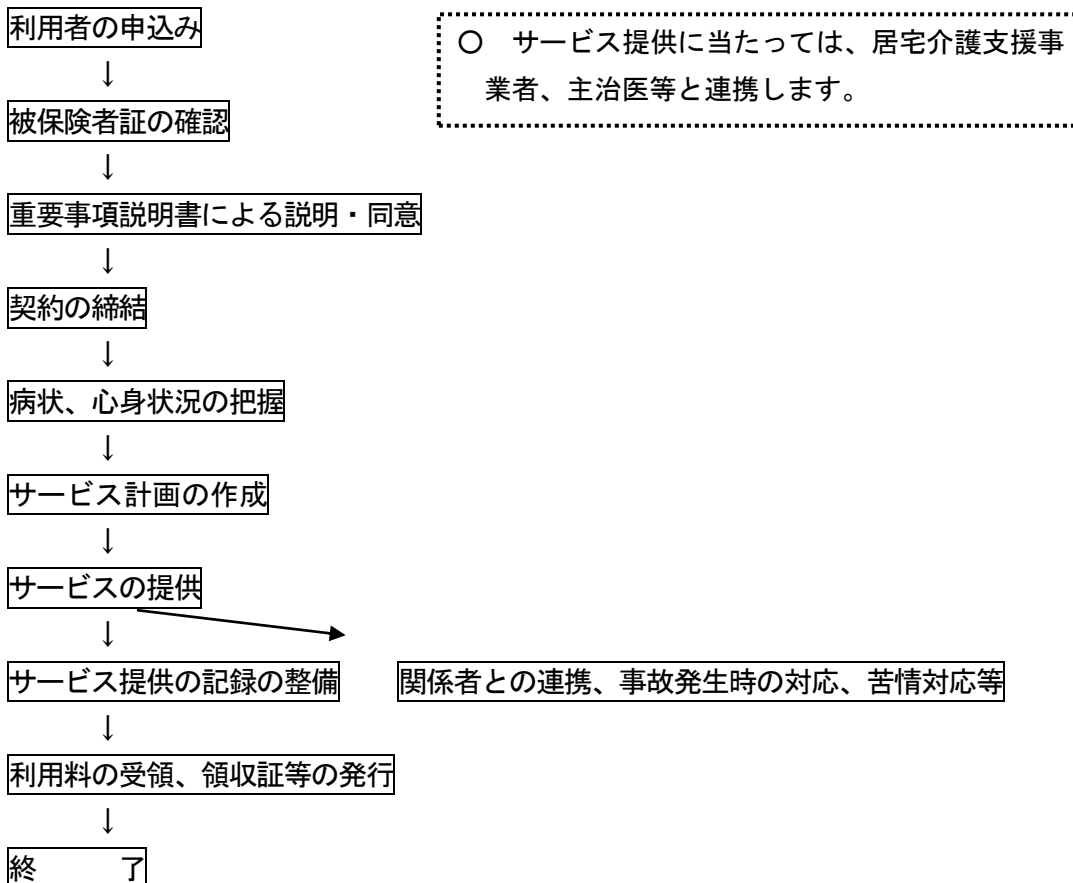 利用者の申込み
○　サービス提供に当たっては、居宅介護支援事
業者、主治医等と連携します。
↓
被保険者証の確認
↓
重要事項説明書による説明・同意
↓
契約の締結
↓
病状、心身状況の把握
↓
サービス計画の作成
↓
サービスの提供
↓
サービス提供の記録の整備
関係者との連携、事故発生時の対応、苦情対応等
↓
利用料の受領、領収証等の発行
↓
終　　　了